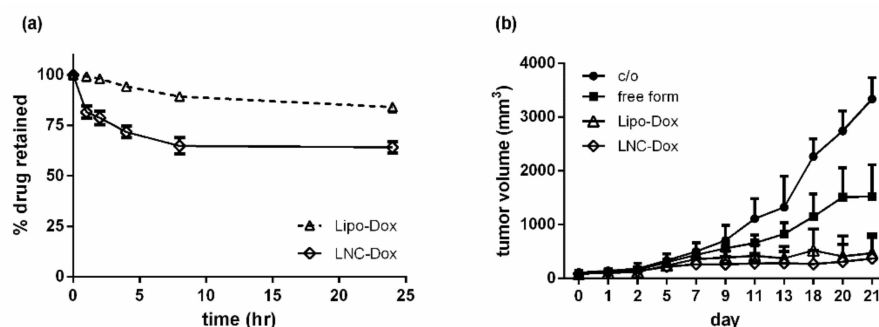 (a)
100
75
50
25
0
% drug retained
Lipo-Dox
LNC-Dox
0 5 10 15 20 25
time (hr)
(b)
c/o
free form
Lipo-Dox
LNC-Dox
4000
3000
2000
1000
0
tumor volume (mm³)
0 1 2 5 7 9 11 13 18 20 21
day